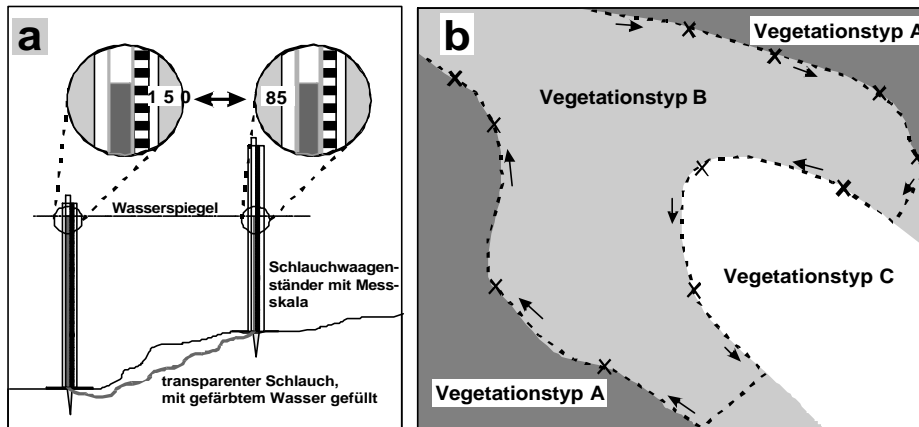 a
1 5 0
85
Wasserspiegel
Schlauchwaagen-
ständer mit Mess-
skala
transparenter Schlauch,
mit gefärbtem Wasser gefüllt
b
Vegetationstyp A
Vegetationstyp B
Vegetationstyp C
Vegetationstyp A